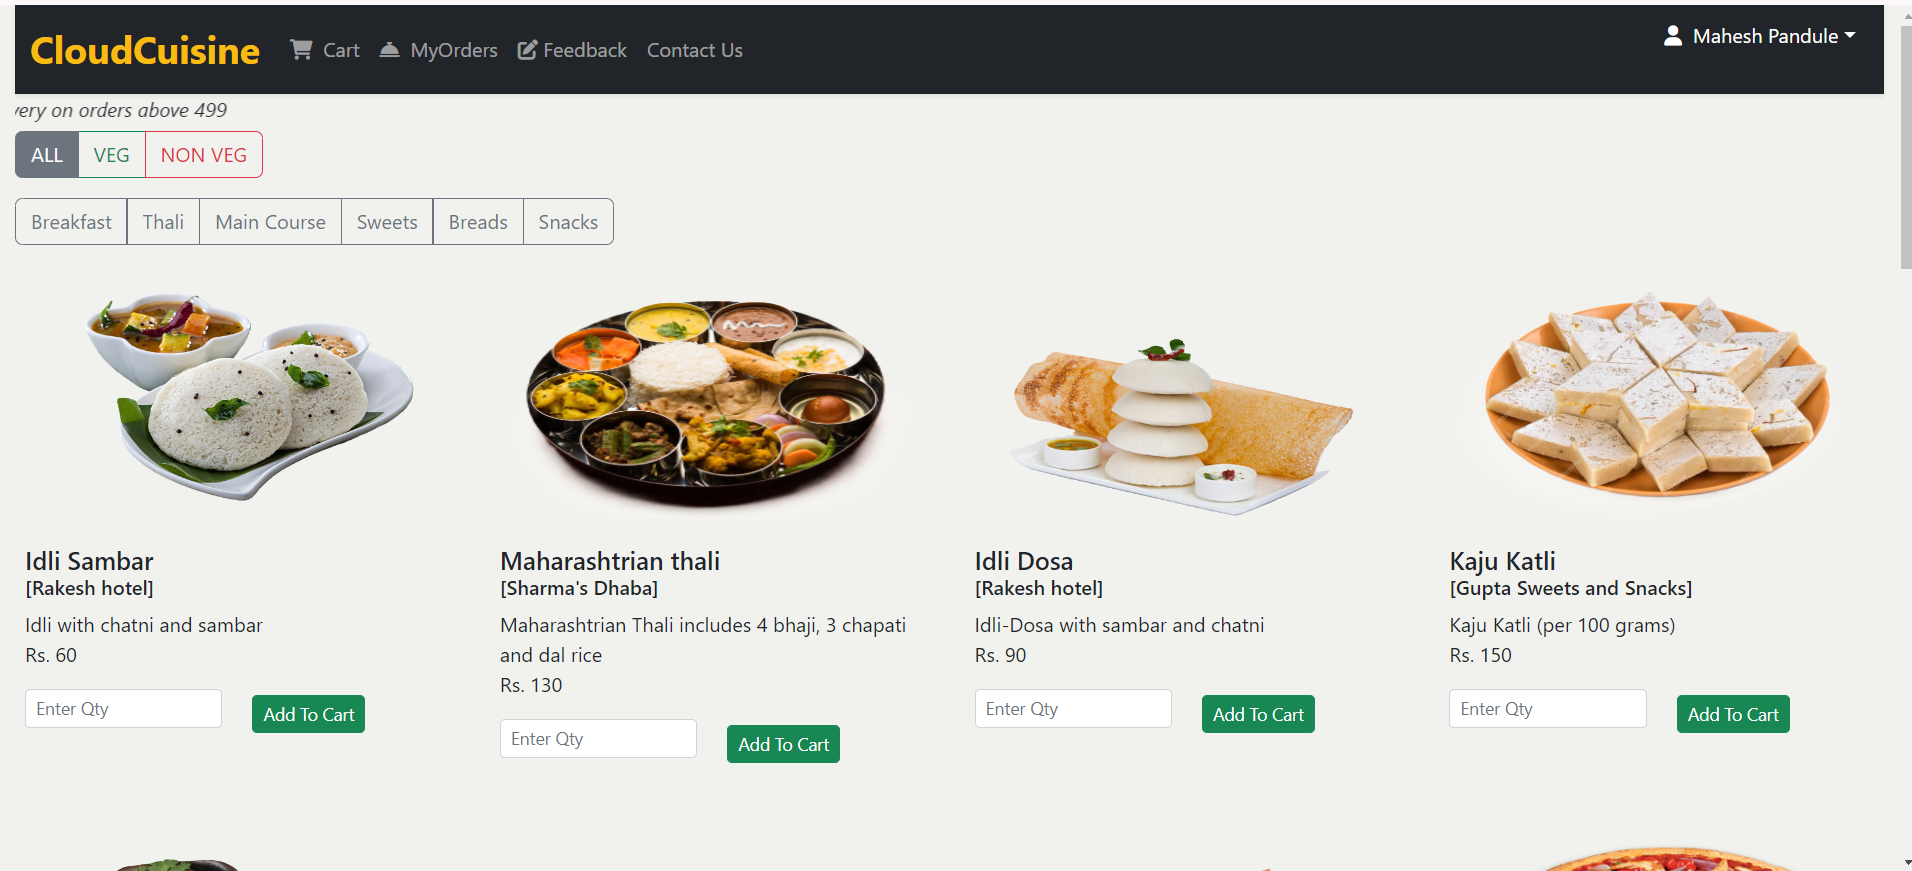 CloudCuisine Cart MyOrders Feedback Contact Us Mahesh Pandule
very on orders above 499
ALL VEG NON VEG
Breakfast Thali Main Course Sweets Breads Snacks
Idli Sambar
[Rakesh hotel]
Idli with chatni and sambar
Rs. 60
Enter Qty Add To Cart
Maharashtrian thali
[Sharma's Dhaba]
Maharashtrian Thali includes 4 bhaji, 3 chapati
and dal rice
Rs. 130
Enter Qty Add To Cart
Idli Dosa
[Rakesh hotel]
Idli-Dosa with sambar and chatni
Rs. 90
Enter Qty Add To Cart
Kaju Katli
[Gupta Sweets and Snacks]
Kaju Katli (per 100 grams)
Rs. 150
Enter Qty Add To Cart